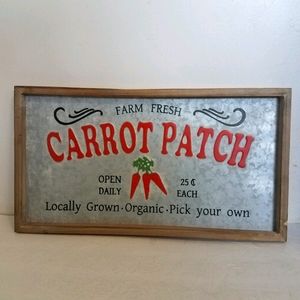 FARM FRESH
CARROT PATCH
OPEN 25¢
DAILY EACH
Locally Grown · Organic · Pick your own